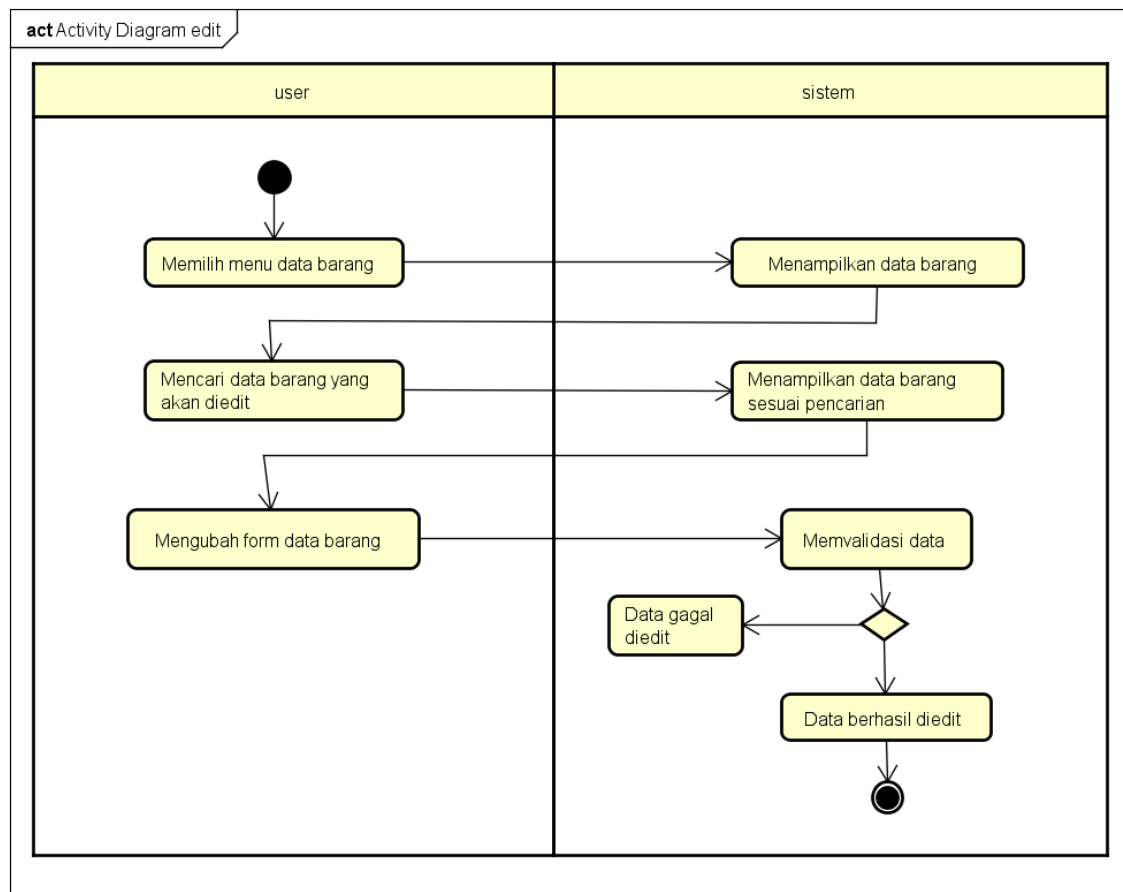 act Activity Diagram edit
user
sistem
Memilih menu data barang
Menampilkan data barang
Mencari data barang yang
akan diedit
Menampilkan data barang
sesuai pencarian
Mengubah form data barang
Memvalidasi data
Data gagal
diedit
Data berhasil diedit